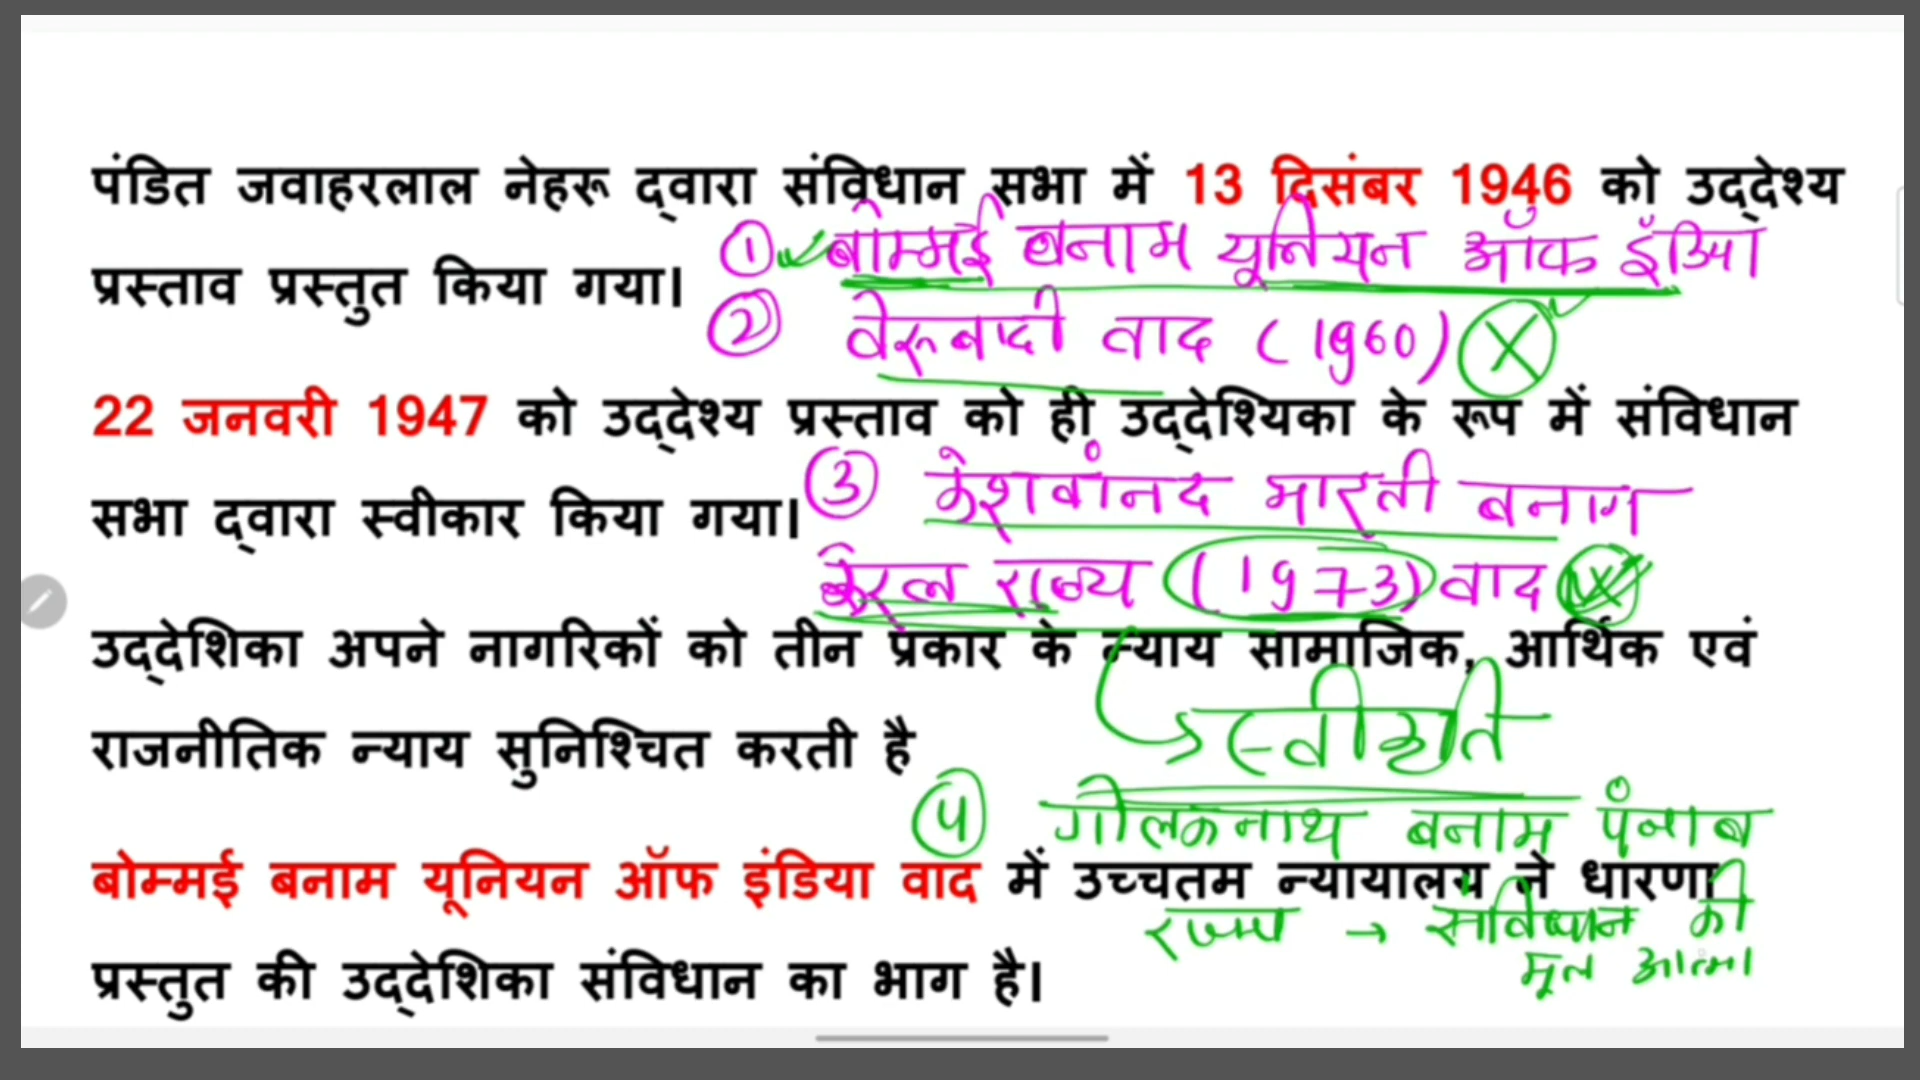 पंडित जवाहरलाल नेहरू द्वारा संविधान सभा में 13 दिसंबर 1946 को उद्देश्य
① बोम्मई बनाम यूनियन ऑफ इंडिया
प्रस्ताव प्रस्तुत किया गया।
② वेरुबादी वाद (1960)
22 जनवरी 1947 को उद्देश्य प्रस्ताव को ही उद्देश्यिका के रूप में संविधान
③ केशवांनद भारती बनाम
सभा द्वारा स्वीकार किया गया।
केरल राज्य (1973) वाद
उद्देशिका अपने नागरिकों को तीन प्रकार के न्याय सामाजिक, आर्थिक एवं
राजनीतिक न्याय सुनिश्चित करती है
④ गोलकनाथ बनाम पंजाब
बोम्मई बनाम यूनियन ऑफ इंडिया वाद में उच्चतम न्यायालय ने धारणा
राज्य → संविधान की
मूल आत्मा
प्रस्तुत की उद्देशिका संविधान का भाग है।